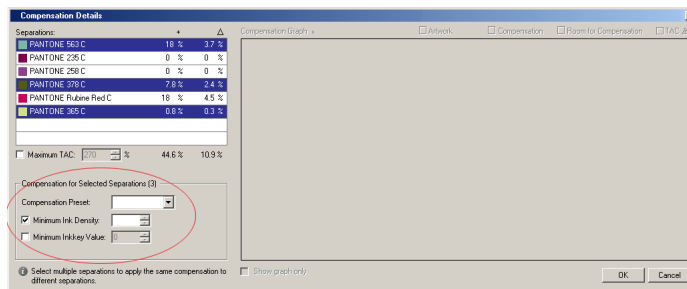 Compensation Details
Separations: + Δ
PANTONE 563 C 18 % 3.7 %
PANTONE 235 C 0 % 0 %
PANTONE 258 C 0 % 0 %
PANTONE 378 C 7.8 % 2.4 %
PANTONE Rubine Red C 18 % 4.5 %
PANTONE 365 C 0.8 % 0.3 %
Maximum TAC: 270 % 44.6 % 10.9 %
Compensation for Selected Separations (3)
Compensation Preset:
Minimum Ink Density:
Minimum Inkkey Value: 0
Select multiple separations to apply the same compensation to
different separations.
Compensation Graph Artwork Compensation Room for Compensation TAC
Show graph only
OK Cancel